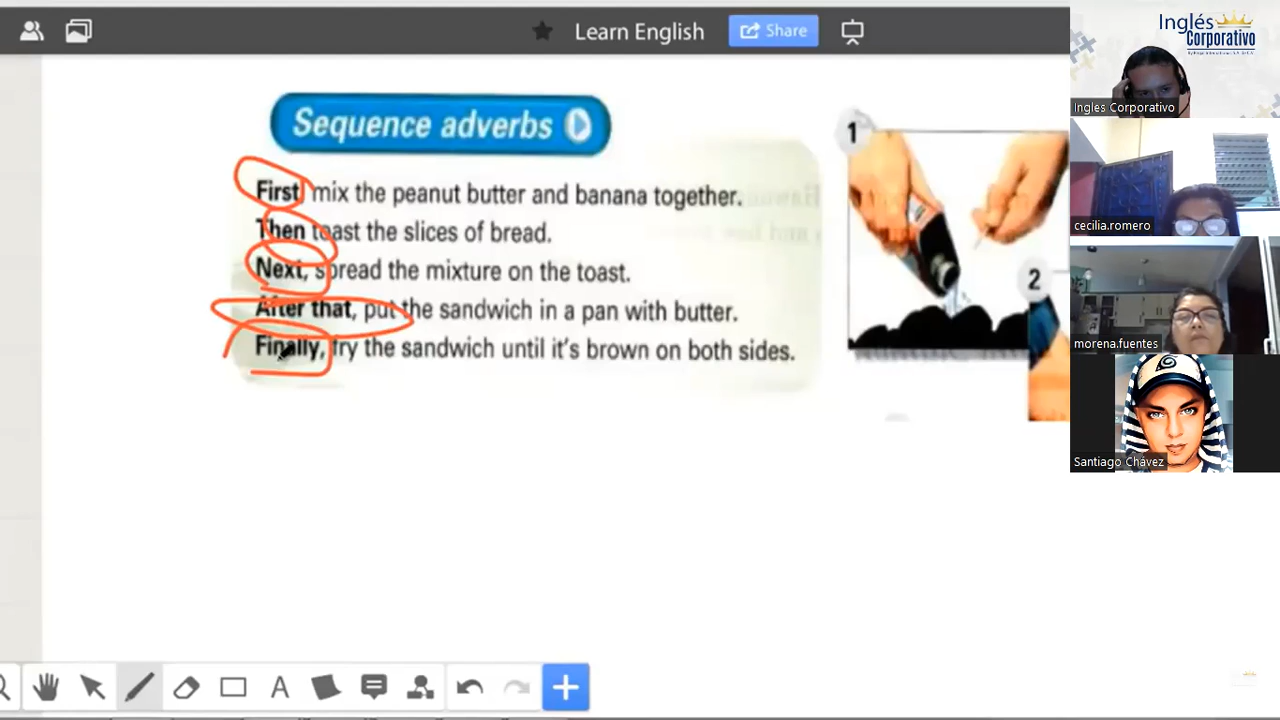 Learn English
Share
Inglés
Corporativo
Ingles Corporativo
Sequence adverbs
1
First, mix the peanut butter and banana together.
Then toast the slices of bread.
cecilia.romero
Next, spread the mixture on the toast.
2
After that, put the sandwich in a pan with butter.
Finally, fry the sandwich until it's brown on both sides.
morena.fuentes
Santiago Chávez
A